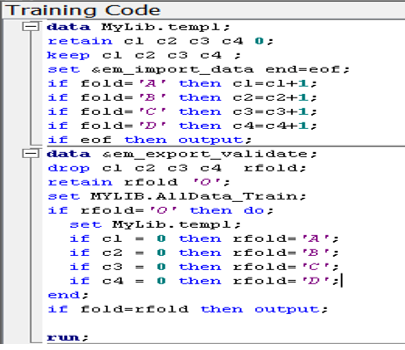 Training Code
data MyLib.temp1;
retain c1 c2 c3 c4 0;
keep c1 c2 c3 c4 ;
set &em_import_data end=eof;
if fold='A' then c1=c1+1;
if fold='B' then c2=c2+1;
if fold='C' then c3=c3+1;
if fold='D' then c4=c4+1;
if eof then output;
data &em_export_validate;
drop c1 c2 c3 c4 rfold;
retain rfold 'O';
set MYLIB.AllData_Train;
if rfold='O' then do;
set MyLib.temp1;
if c1 = 0 then rfold='A';
if c2 = 0 then rfold='B';
if c3 = 0 then rfold='C';
if c4 = 0 then rfold='D';
end;
if fold=rfold then output;
run;